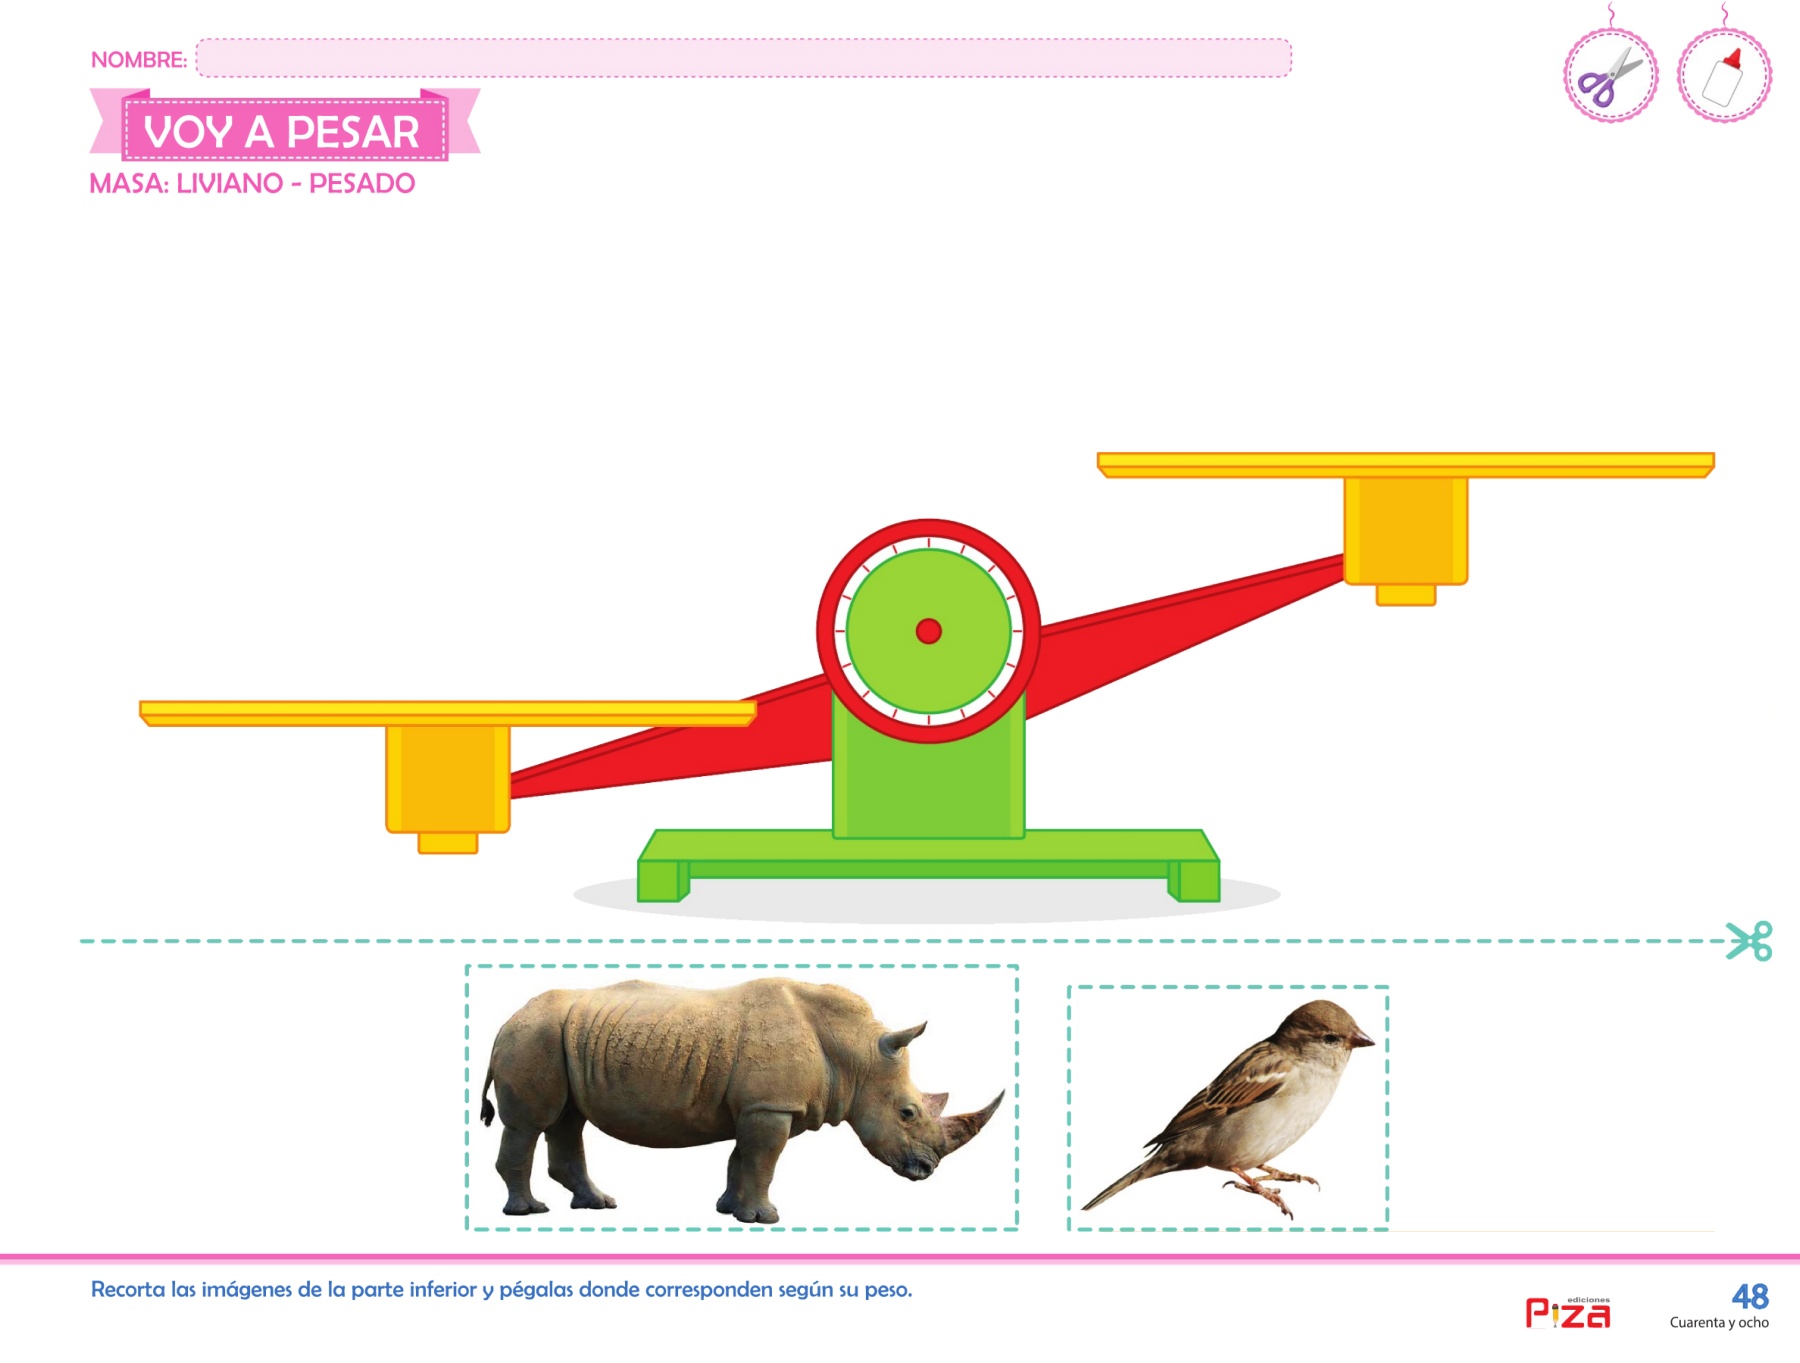 NOMBRE:
VOY A PESAR
MASA: LIVIANO - PESADO
Recorta las imágenes de la parte inferior y pégalas donde corresponden según su peso.
ediciones
Piza
48
Cuarenta y ocho